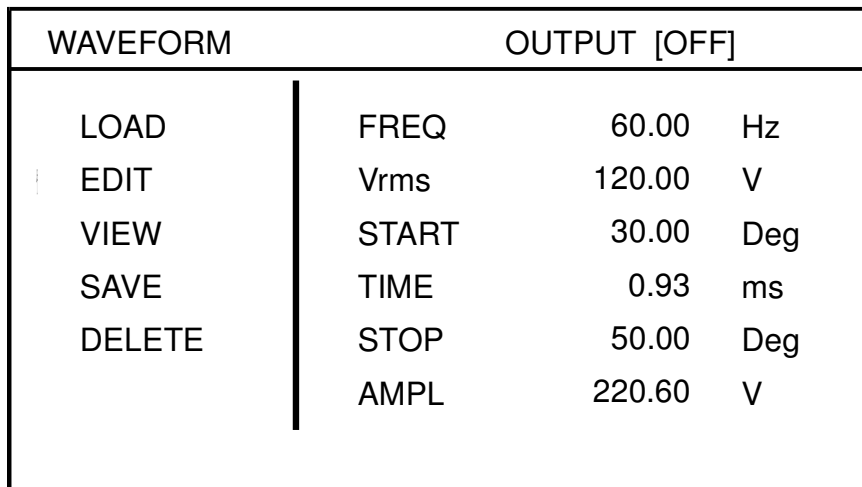 WAVEFORM OUTPUT [OFF]
LOAD FREQ 60.00 Hz
EDIT Vrms 120.00 V
VIEW START 30.00 Deg
SAVE TIME 0.93 ms
DELETE STOP 50.00 Deg
AMPL 220.60 V